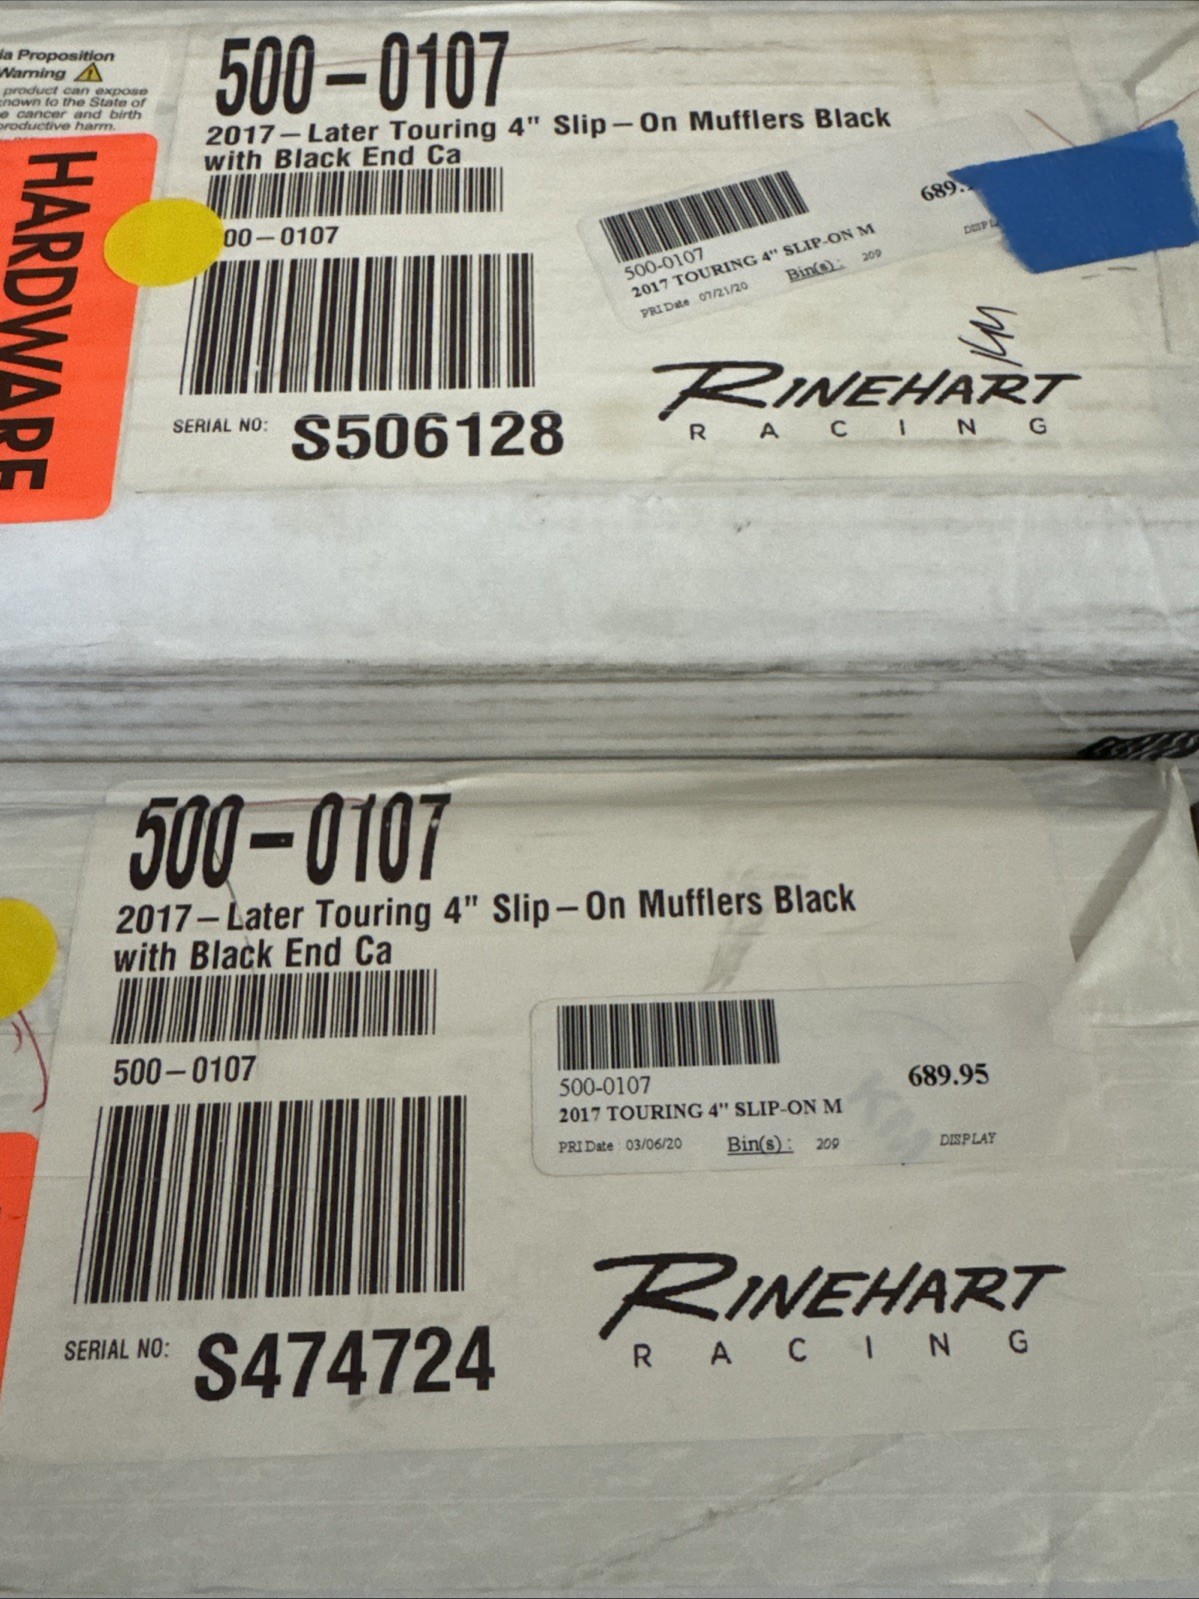 ia Proposition
Warning
product can expose
nown to the State of
e cancer and birth
productive harm.
HARDWARE
500-0107
2017-Later Touring 4" Slip-On Mufflers Black
with Black End Ca
00-0107
SERIAL NO: S506128
689.
500-0107
2017 TOURING 4" SLIP-ON M
PRI Date 07/21/20 Bin(s): 209 DISPL
KM
RINEHART
RACING
500-0107
2017-Later Touring 4" Slip-On Mufflers Black
with Black End Ca
500-0107
SERIAL NO: S474724
500-0107 689.95
2017 TOURING 4" SLIP-ON M
PRI Date 03/06/20 Bin(s): 209 DISPLAY
KM
RINEHART
RACING